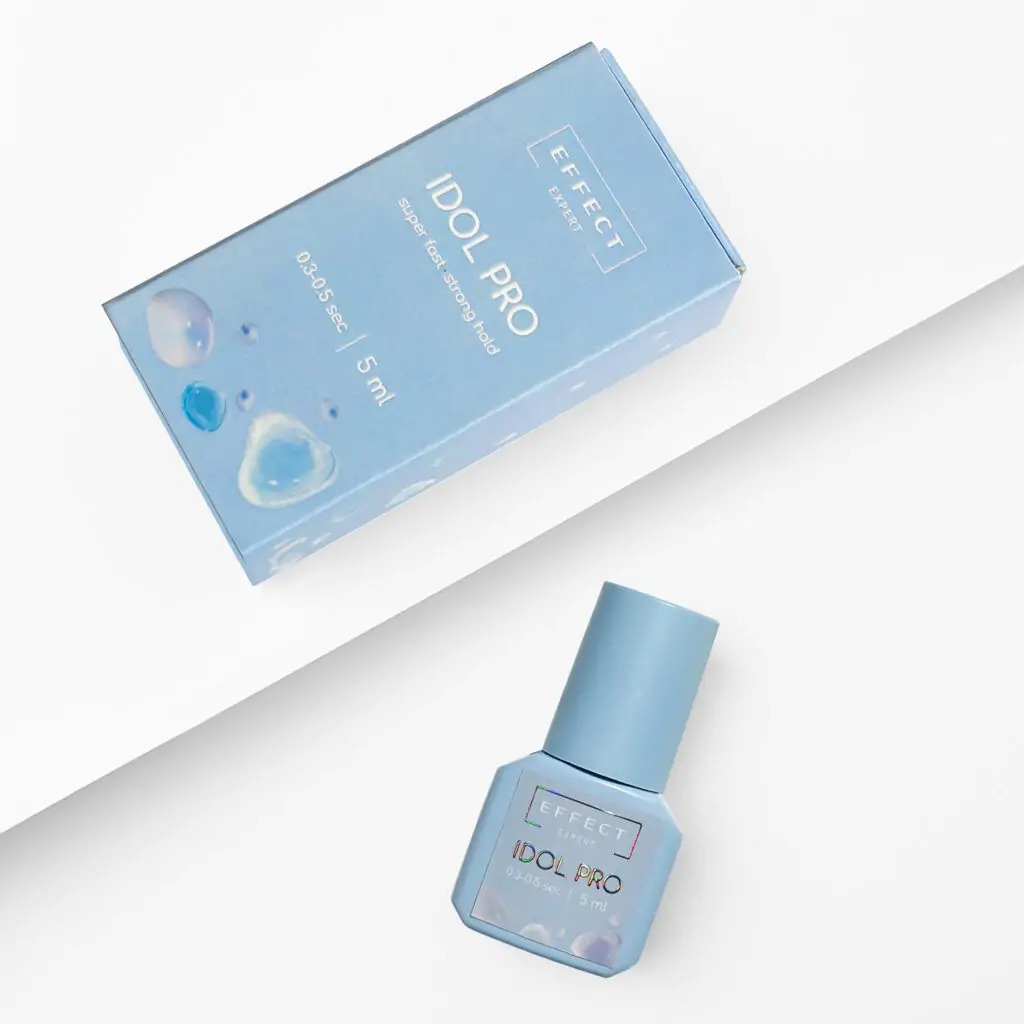 EFFECT
EXPERT
IDOL PRO
super fast·strong hold
0.3-0.5 sec | 5 ml
EFFECT
EXPERT
IDOL PRO
0.3-0.5 sec | 5 ml